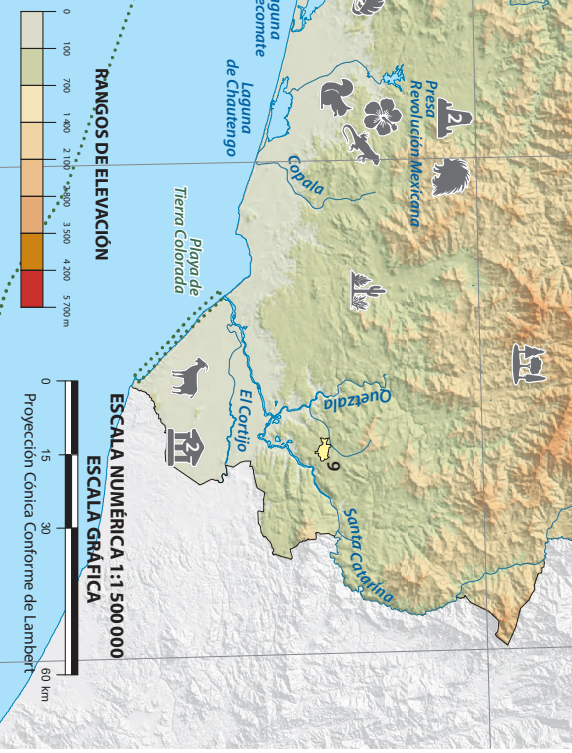 Laguna
de Chautengo
Presa
Revolución Mexicana
2
Copala
Playa de
Tierra Colorada
Quetzala
El Cortijo
2
9
Santa Catarina
RANGOS DE ELEVACIÓN
0
100
700
1 400
2 100
2 800
3 500
4 200
5 700 m
ESCALA NUMÉRICA 1:1 500 000
ESCALA GRÁFICA
0
15
30
60 km
Proyección Cónica Conforme de Lambert